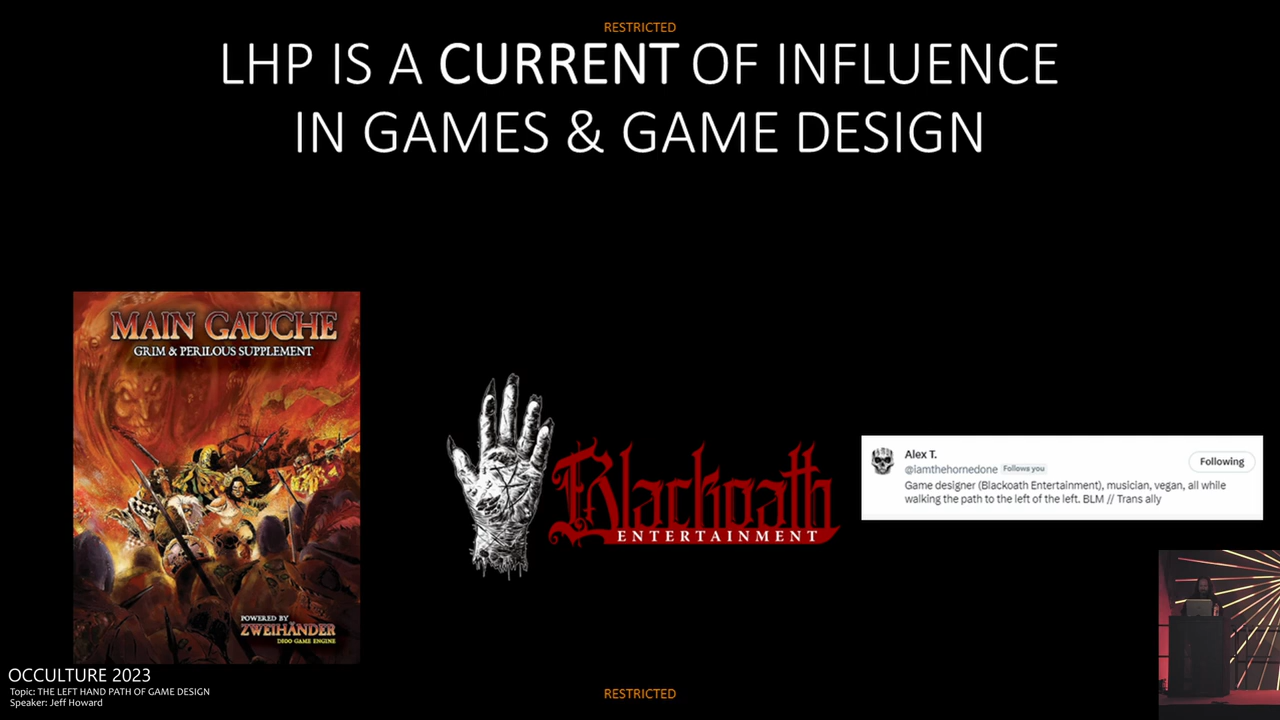 RESTRICTED
LHP IS A CURRENT OF INFLUENCE
IN GAMES & GAME DESIGN
MAIN GAUCHE
GRIM & PERILOUS SUPPLEMENT
POWERED BY
ZWEIHÄNDER
D100 GAME ENGINE
Blackoath
ENTERTAINMENT
Alex T.
@iamthehornedone Follows you
Following
Game designer (Blackoath Entertainment), musician, vegan, all while
walking the path to the left of the left. BLM // Trans ally
OCCULTURE 2023
Topic: THE LEFT HAND PATH OF GAME DESIGN
Speaker: Jeff Howard
RESTRICTED